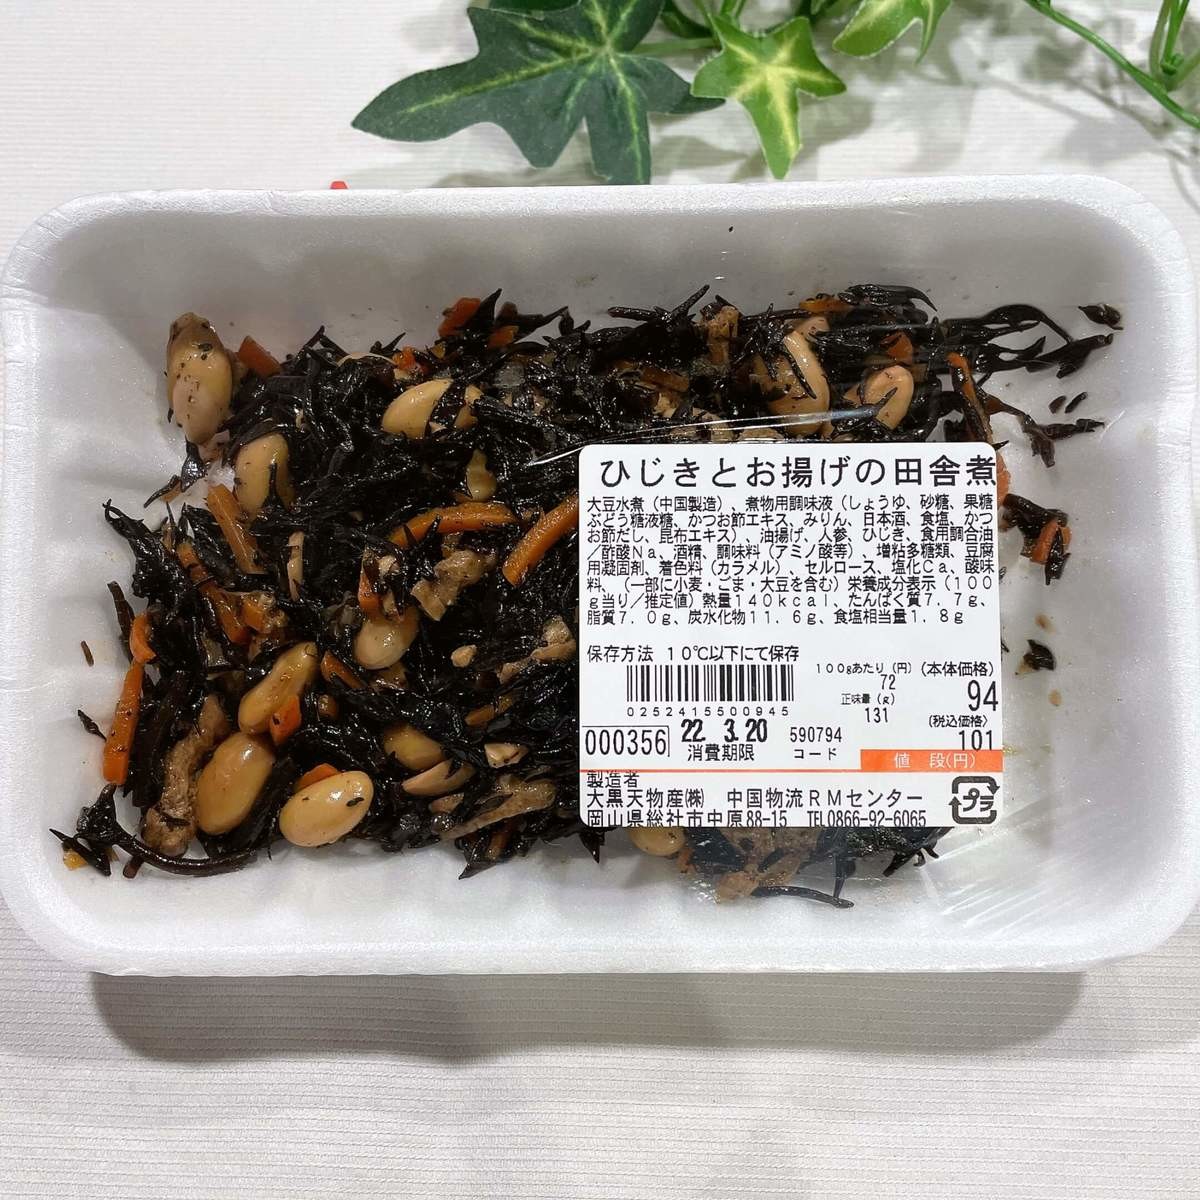 ひじきとお揚げの田舎煮
大豆水煮（中国製造）、煮物用調味液（しょうゆ、砂糖、果糖
ぶどう糖液糖、かつお節エキス、みりん、日本酒、食塩、かつ
お節だし、昆布エキス）、油揚げ、人参、ひじき、食用調合油
／酢酸Ｎａ、酒精、調味料（アミノ酸等）、増粘多糖類、豆腐
用凝固剤、着色料（カラメル）、セルロース、塩化Ｃａ、酸味
料、（一部に小麦・ごま・大豆を含む）栄養成分表示（１００
ｇ当り／推定値）熱量１４０ｋｃａｌ、たんぱく質７．７ｇ、
脂質７．０ｇ、炭水化物１１．６ｇ、食塩相当量１．８ｇ
保存方法 １０℃以下にて保存
１００ｇあたり（円） （本体価格）
72 94
正味量（ｇ） （税込価格）
131 101
0252415500945
000356 22. 3.20 590794
消費期限 コード 値 段（円）
製造者
大黒天物産㈱ 中国物流ＲＭセンター
岡山県総社市中原88-15 TEL0866-92-6065
プラ